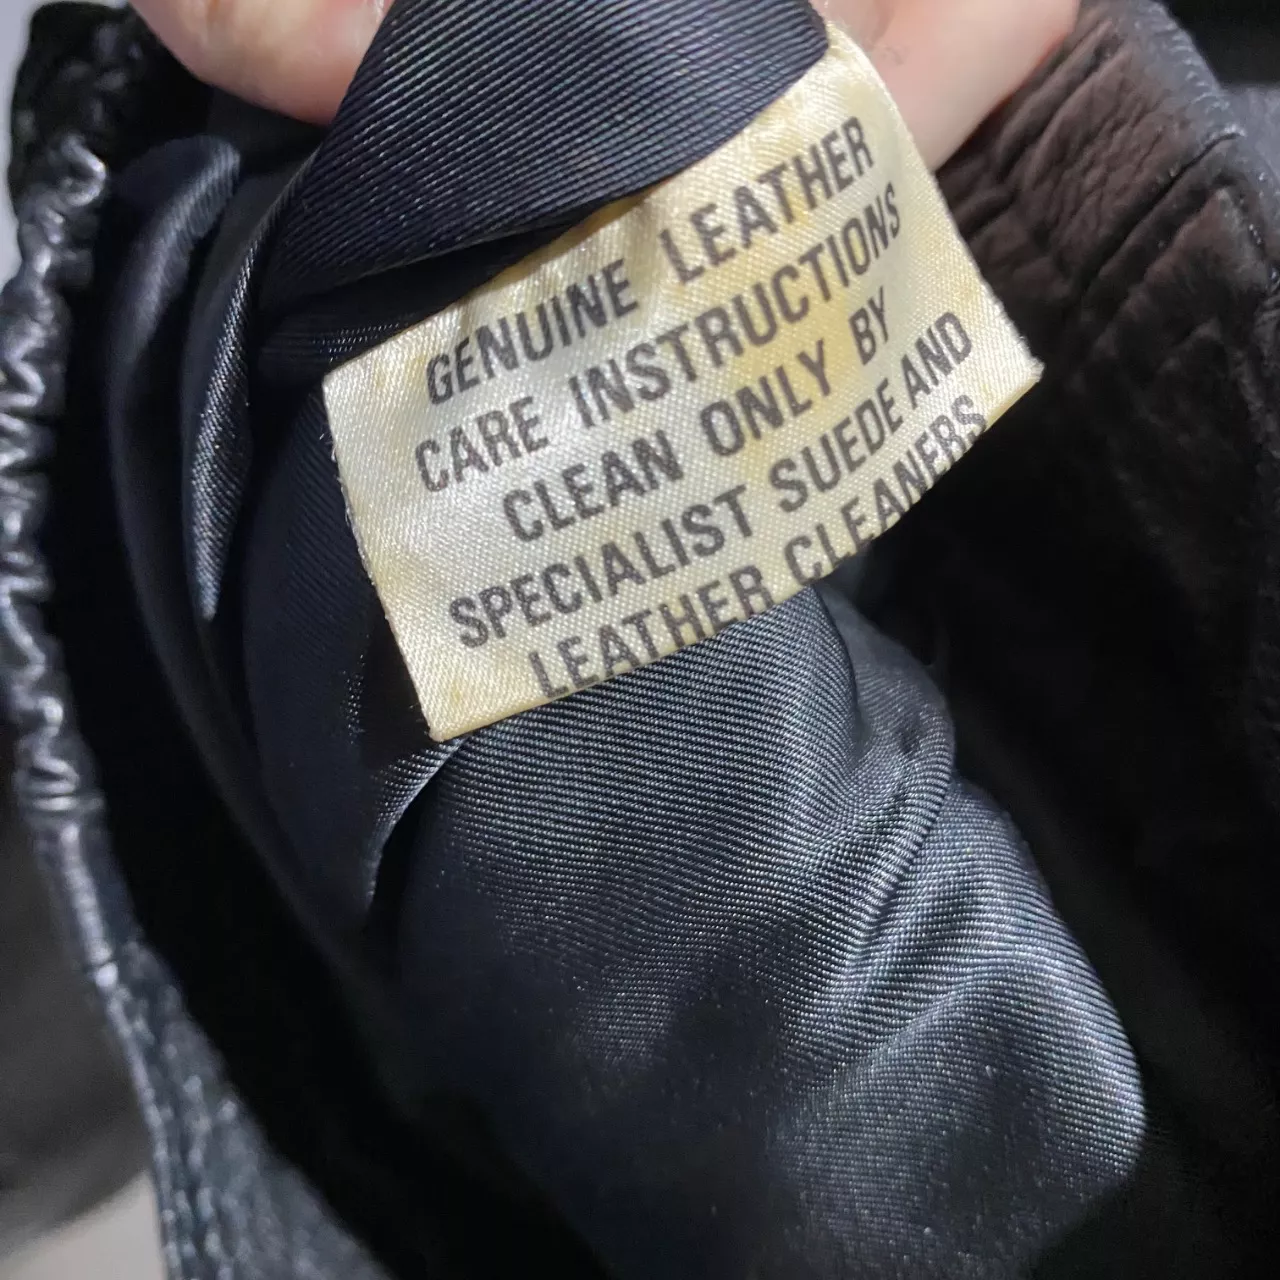 GENUINE LEATHER
CARE INSTRUCTIONS
CLEAN ONLY BY
SPECIALIST SUEDE AND
LEATHER CLEANERS